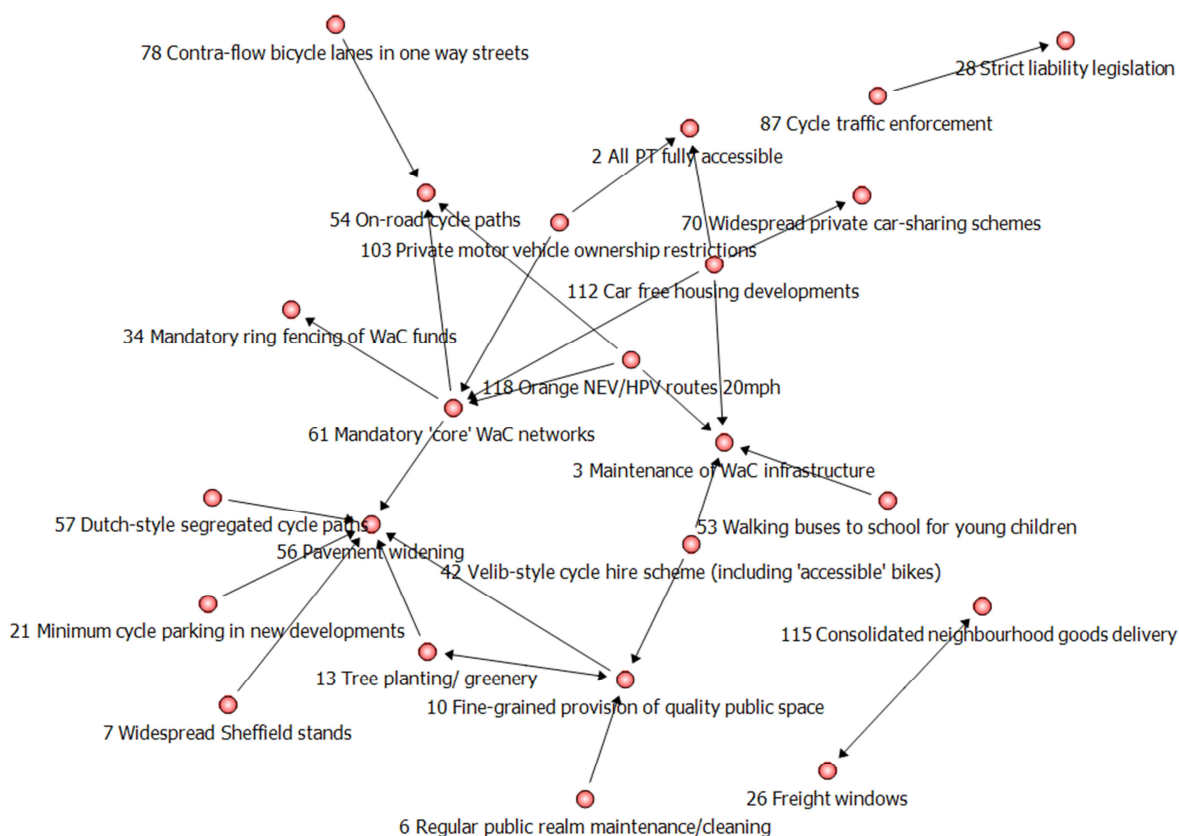 78 Contra-flow bicycle lanes in one way streets
28 Strict liability legislation
87 Cycle traffic enforcement
2 All PT fully accessible
54 On-road cycle paths
70 Widespread private car-sharing schemes
103 Private motor vehicle ownership restrictions
112 Car free housing developments
34 Mandatory ring fencing of WaC funds
118 Orange NEV/HPV routes 20mph
61 Mandatory 'core' WaC networks
3 Maintenance of WaC infrastructure
57 Dutch-style segregated cycle paths
53 Walking buses to school for young children
56 Pavement widening
42 Velib-style cycle hire scheme (including 'accessible' bikes)
21 Minimum cycle parking in new developments
115 Consolidated neighbourhood goods delivery
13 Tree planting/ greenery
10 Fine-grained provision of quality public space
7 Widespread Sheffield stands
26 Freight windows
6 Regular public realm maintenance/cleaning